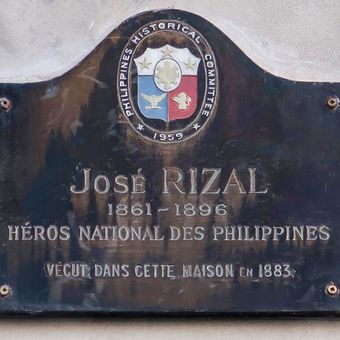 PHILIPPINES HISTORICAL COMMITTEE
1959
JOSÉ RIZAL
1861-1896
HÉROS NATIONAL DES PHILIPPINES
VÉCUT DANS CETTE MAISON EN 1883